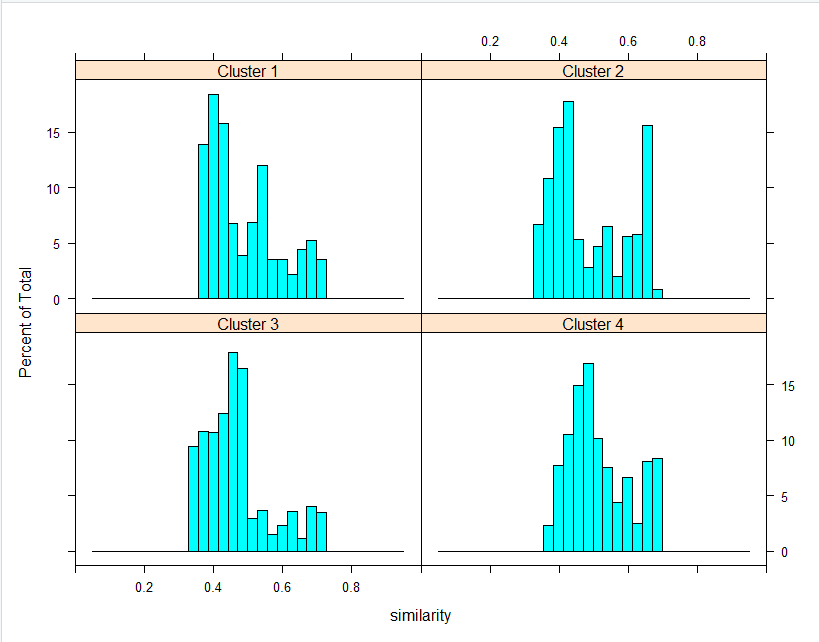 0.2 0.4 0.6 0.8
Cluster 1 Cluster 2
15
10
5
0
Percent of Total
Cluster 3 Cluster 4
15
10
5
0
0.2 0.4 0.6 0.8
similarity